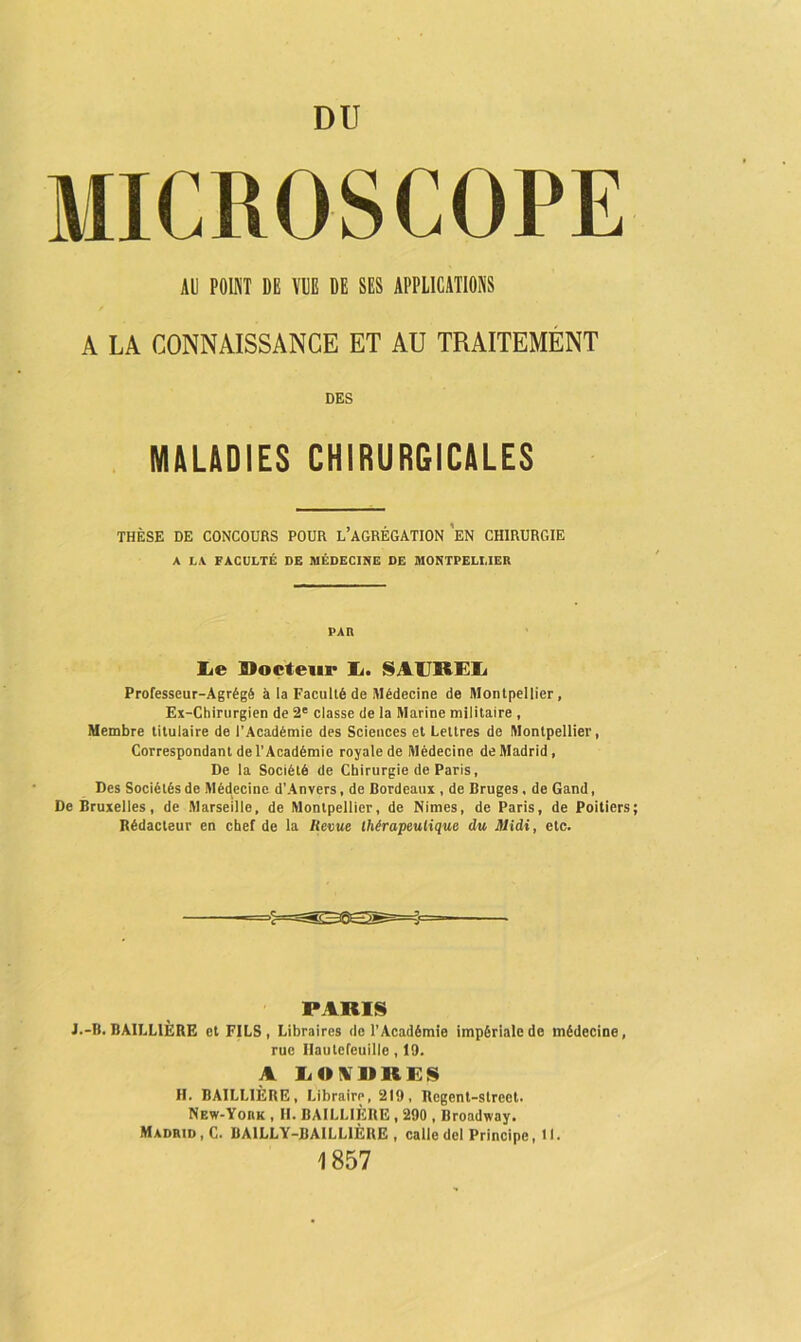 DU
MICROSCOPE
AU POINT DE VUE DE SES APPLICATIONS
A LA CONNAISSANCE ET AU TRAITEMENT
DES
MALADIES CHIRURGICALES
THÈSE DE CONCOURS POUR L'AGRÉGATION EN CHIRURGIE
A LA FACULTÉ DE MÉDECINE DE MONTPELLIER
PAR
Le Docteur L. SAUREL
Professeur-Agrégé à la Faculté de Médecine de Montpellier,
Ex-Chirurgien de 2e classe de la Marine militaire,
Membre titulaire de l'Académie des Sciences et Lettres de Montpellier,
Correspondant de l'Académie royale de Médecine de Madrid,
De la Société de Chirurgie de Paris,
Des Sociétés de Médecine d'Anvers, de Bordeaux, de Bruges, de Gand,
De Bruxelles, de Marseille, de Montpellier, de Nimes, de Paris, de Poitiers;
Rédacteur en chef de la Revue thérapeutique du Midi, etc.
PARIS
J.-B. BAILLIÈRE et FILS, Libraires de l'Académie impériale de médecine,
rue Hautefeuille, 19.
A LONDRES
H. BAILLIÈRE, Libraire, 219, Regent-street.
NEW-YORK, H. BAILLIÈRE, 290, Broadway.
MADRID, C. BAILLY-BAILLIÈRE, calle del Principe, 11.
1857